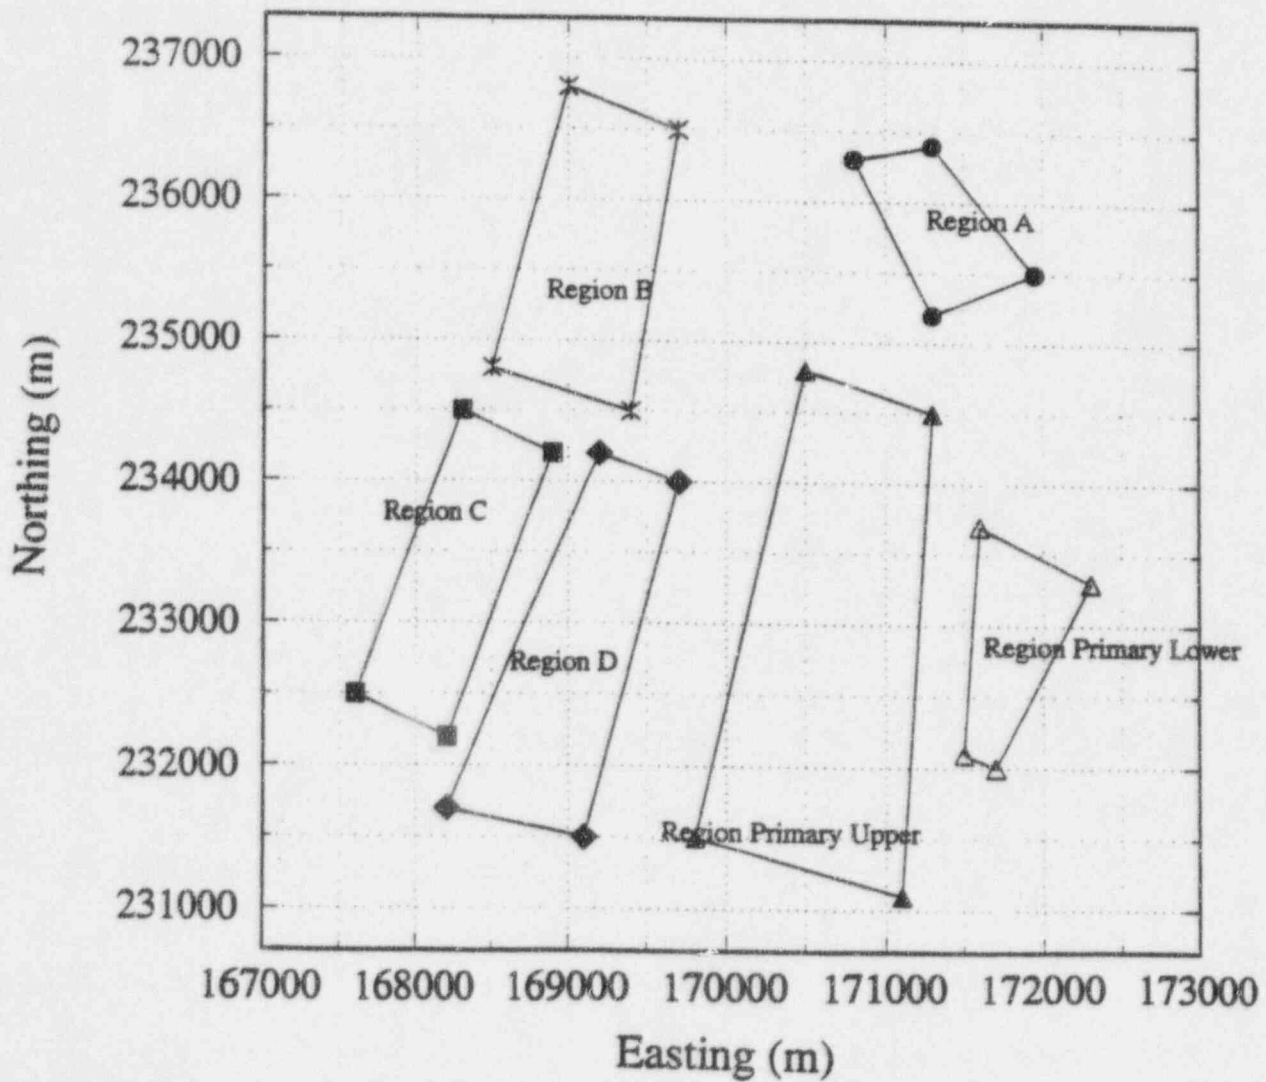 237000
236000
235000
234000
233000
232000
231000
Northing (m)
Region A
Region B
Region C
Region D
Region Primary Lower
Region Primary Upper
167000 168000 169000 170000 171000 172000 173000
Easting (m)